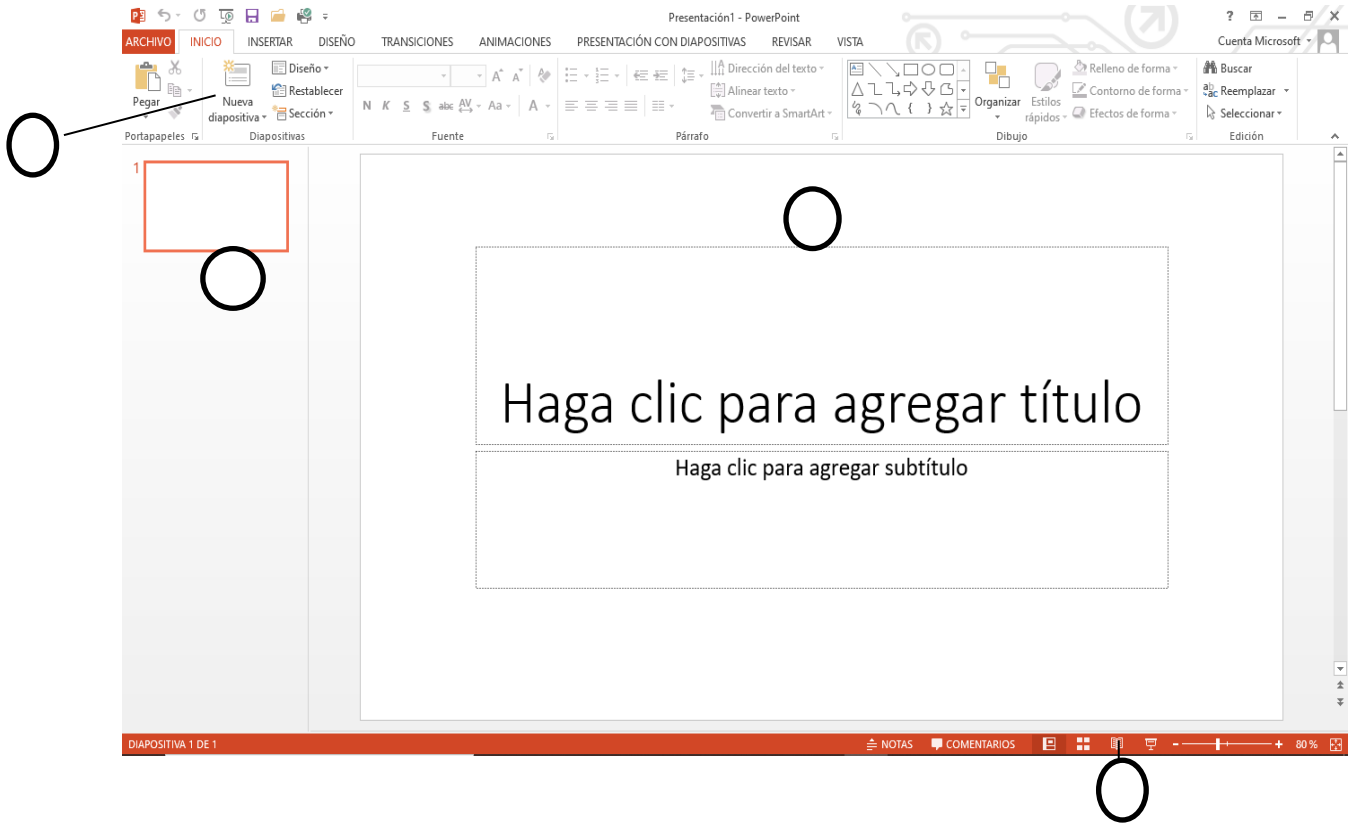 Presentación1 - PowerPoint
?
ARCHIVO INICIO INSERTAR DISEÑO TRANSICIONES ANIMACIONES PRESENTACIÓN CON DIAPOSITIVAS REVISAR VISTA Cuenta Microsoft
Pegar
Nueva diapositiva
Diseño
Restablecer
Sección
N K S S abc AV Aa A
A A
Dirección del texto
Alinear texto
Convertir a SmartArt
Organizar
Estilos rápidos
Relleno de forma
Contorno de forma
Efectos de forma
Buscar
Reemplazar
Seleccionar
Portapapeles Diapositivas Fuente Párrafo Dibujo Edición
1
Haga clic para agregar título
Haga clic para agregar subtítulo
DIAPOSITIVA 1 DE 1 NOTAS COMENTARIOS 80 %